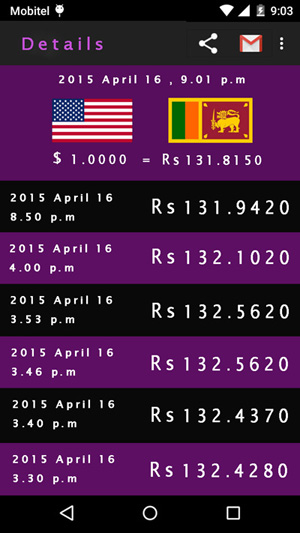 Mobitel 9:03
Details
2015 April 16 , 9.01 p.m
$ 1.0000 = Rs 131.8150
2015 April 16
8.50 p.m
Rs 131.9420
2015 April 16
4.00 p.m
Rs 132.1020
2015 April 16
3.53 p.m
Rs 132.5620
2015 April 16
3.46 p.m
Rs 132.5620
2015 April 16
3.40 p.m
Rs 132.4370
2015 April 16
3.30 p.m
Rs 132.4280